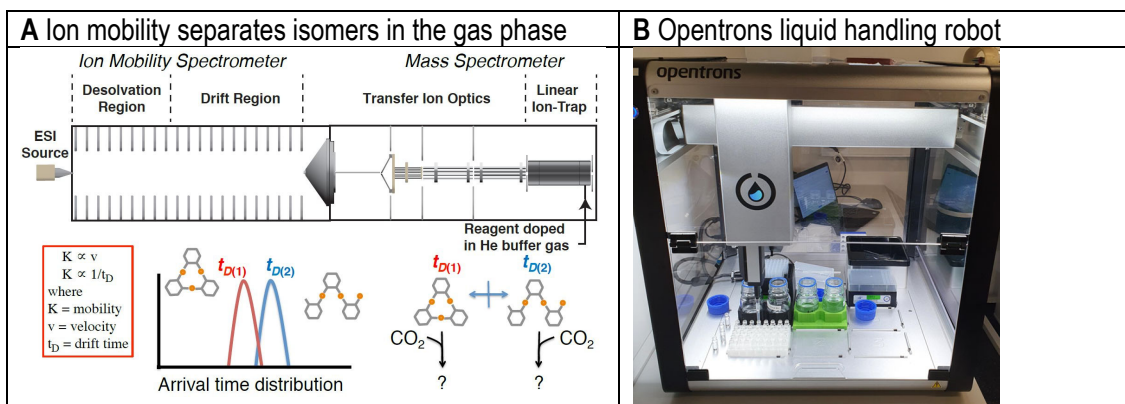 A Ion mobility separates isomers in the gas phase
Ion Mobility Spectrometer
Mass Spectrometer
Desolvation
Region
Drift Region
Transfer Ion Optics
Linear
Ion-Trap
ESI
Source
Reagent doped
in He buffer gas
K ∝ v
K ∝ 1/tD
where
K = mobility
v = velocity
tD = drift time
tD(1) tD(2)
Arrival time distribution
tD(1) tD(2)
CO2 CO2
? ?
B Opentrons liquid handling robot
opentrons